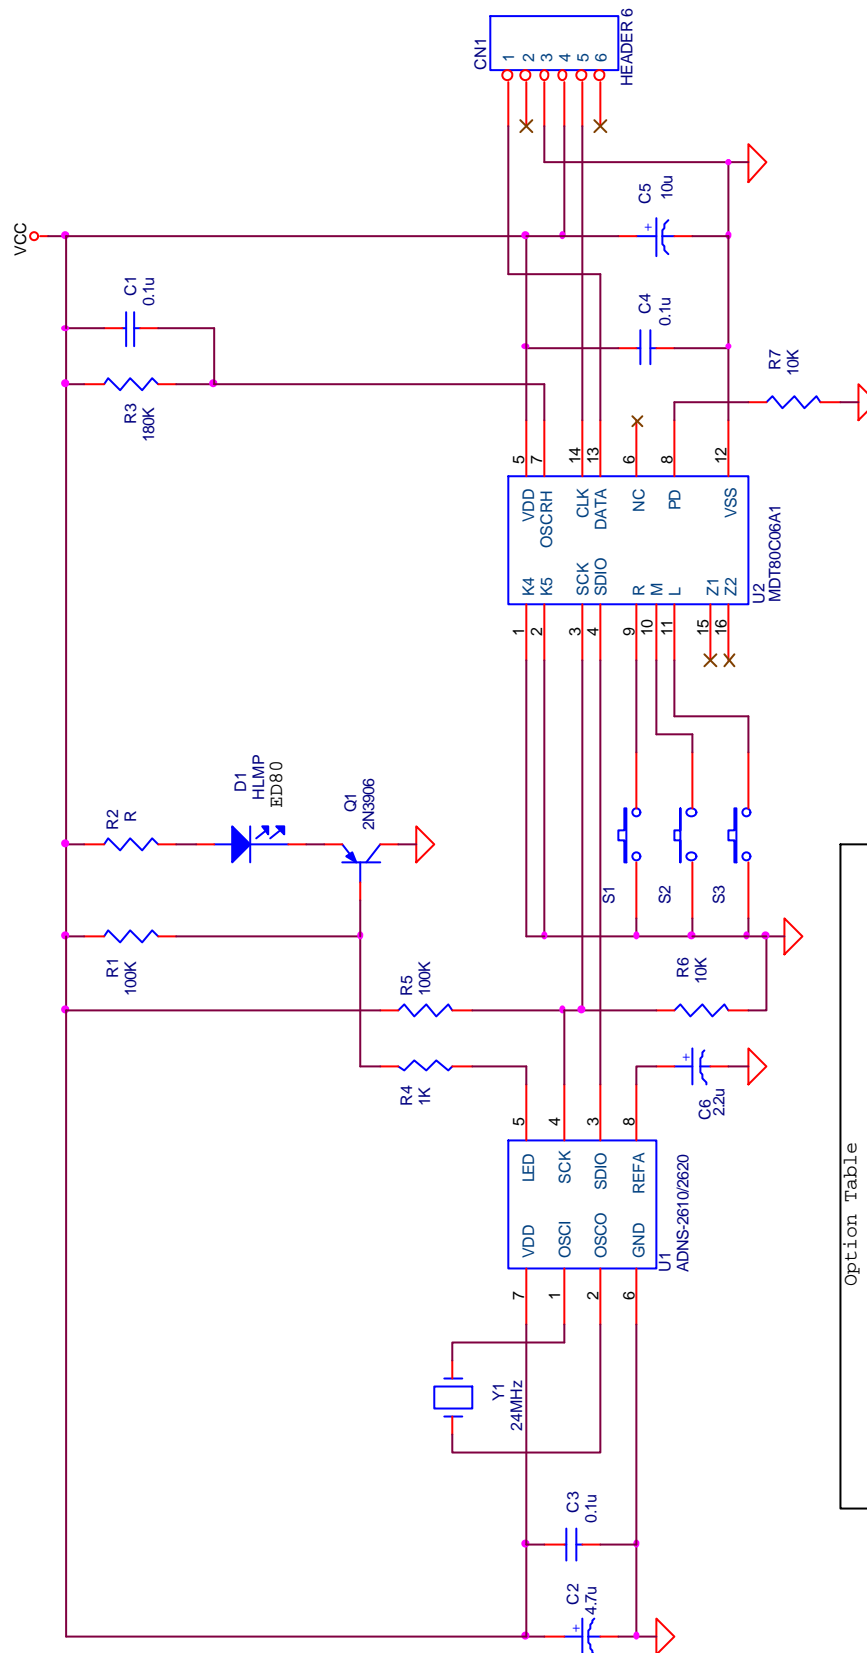 VCC
C1
0.1u
R3
180K
R2
R
D1
HLMP
ED80
Q1
2N3906
R1
100K
R5
100K
R4
1K
CN1
1
2
3
4
5
6
HEADER 6
C5
10u
+
C4
0.1u
R7
10K
5
7
14
13
6
8
12
VDD
OSCRH
CLK
DATA
NC
PD
VSS
K4
K5
SCK
SDIO
R
M
L
Z1
Z2
1
2
3
4
9
10
11
15
16
U2
MDT80C06A1
S1
S2
S3
R6
10K
C6
2.2u
+
5
4
3
8
LED
SCK
SDIO
REFA
VDD
OSCI
OSCO
GND
7
1
2
6
U1
ADNS-2610/2620
Y1
24MHz
C3
0.1u
C2
4.7u
+
Option Table